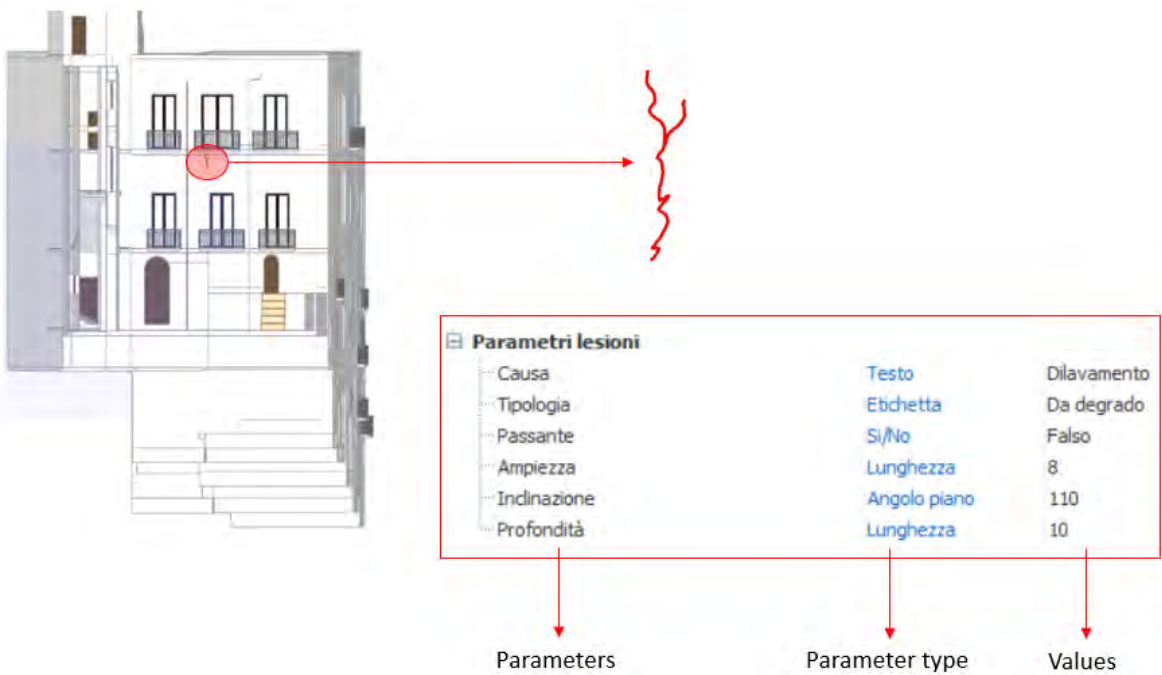 Parametri lesioni
Causa Testo Dilavamento
Tipologia Etichetta Da degrado
Passante Si/No Falso
Ampiezza Lunghezza 8
Inclinazione Angolo piano 110
Profondità Lunghezza 10
Parameters Parameter type Values